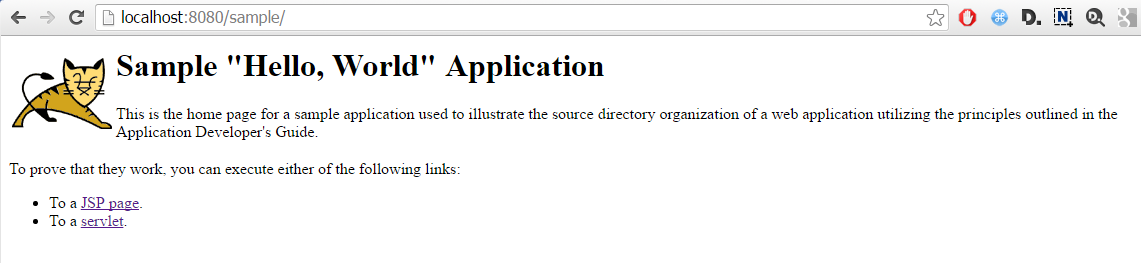 localhost:8080/sample/
D.
N
D
g
Sample "Hello, World" Application
This is the home page for a sample application used to illustrate the source directory organization of a web application utilizing the principles outlined in the
Application Developer's Guide.
To prove that they work, you can execute either of the following links:
• To a JSP page.
• To a servlet.